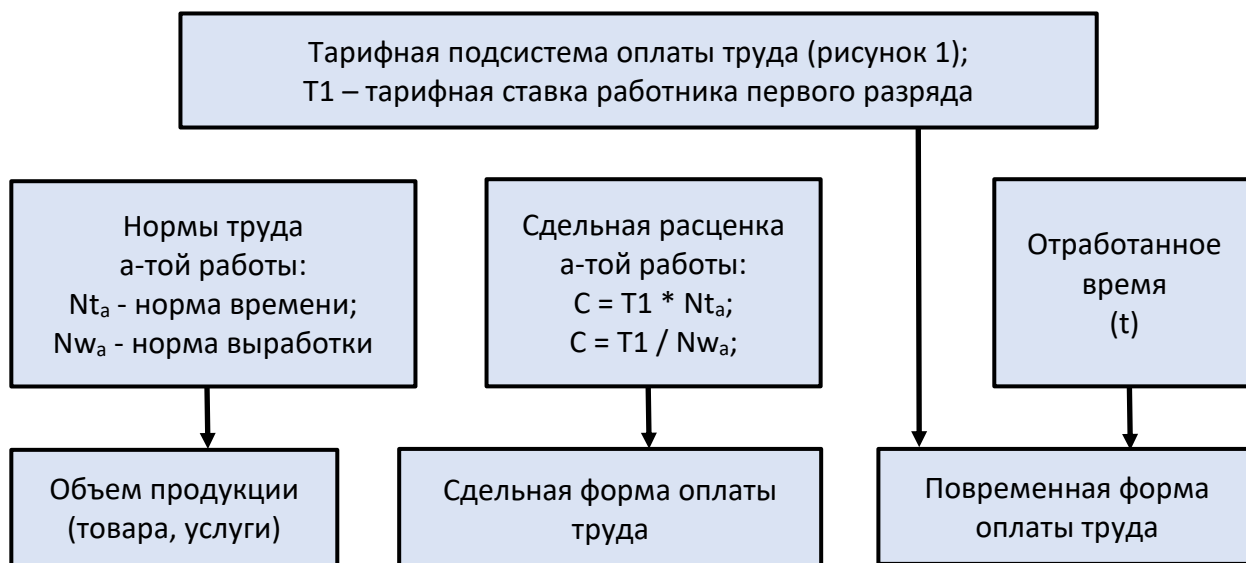 Тарифная подсистема оплаты труда (рисунок 1);
Т1 – тарифная ставка работника первого разряда
Нормы труда
а-той работы:
Ntₐ - норма времени;
Nwₐ - норма выработки
Сдельная расценка
а-той работы:
С = Т1 * Ntₐ;
С = Т1 / Nwₐ;
Отработанное
время
(t)
Объем продукции
(товара, услуги)
Сдельная форма оплаты
труда
Повременная форма
оплаты труда